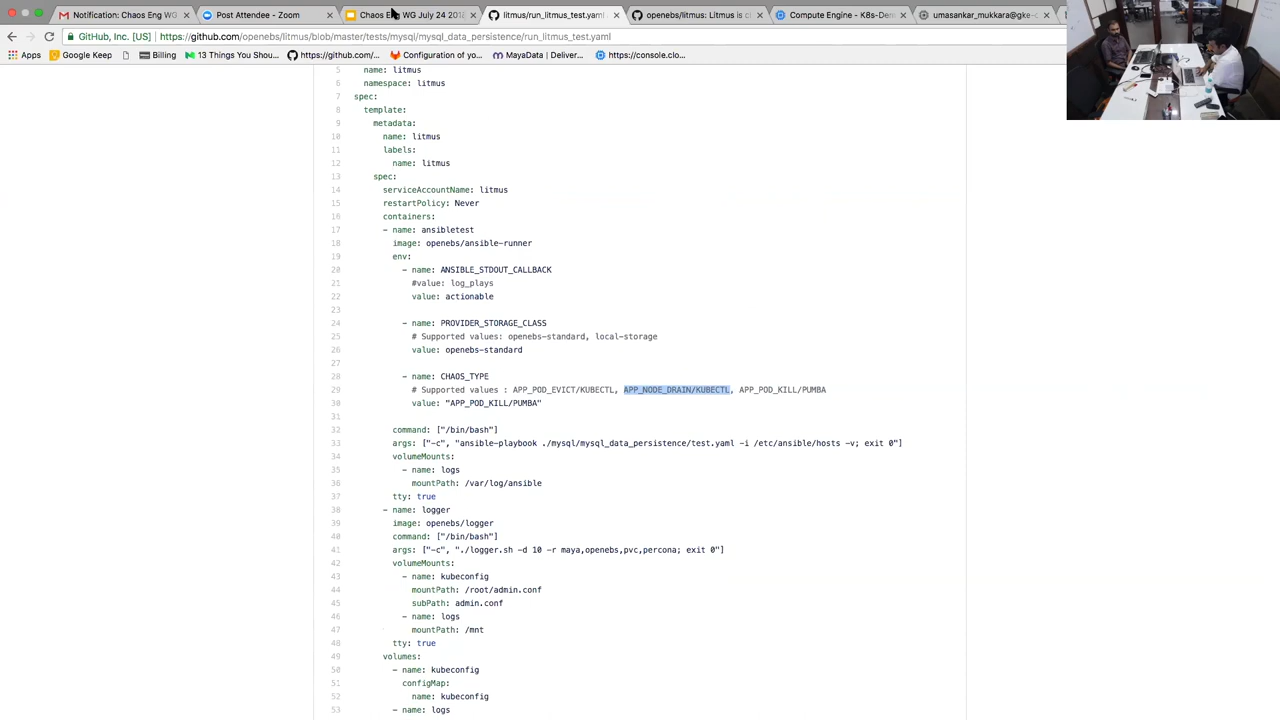 Notification: Chaos Eng WG
Post Attendee - Zoom
Chaos Eng WG July 24 2018
litmus/run_litmus_test.yaml
openebs/litmus: Litmus is
Compute Engine - K8s-Dem
umasankar_mukkara@gke-c
GitHub, Inc. [US]
https://github.com/openebs/litmus/blob/master/tests/mysql/mysql_data_persistence/run_litmus_test.yaml
Apps
Google Keep
Billing
13 Things You Shou...
https://github.com/...
Configuration of yo...
MayaData | Deliver...
https://console.clo...
5 name: litmus
6 namespace: litmus
7 spec:
8 template:
9 metadata:
10 name: litmus
11 labels:
12 name: litmus
13 spec:
14 serviceAccountName: litmus
15 restartPolicy: Never
16 containers:
17 - name: ansibletest
18 image: openebs/ansible-runner
19 env:
20 - name: ANSIBLE_STDOUT_CALLBACK
21 #value: log_plays
22 value: actionable
23
24 - name: PROVIDER_STORAGE_CLASS
25 # Supported values: openebs-standard, local-storage
26 value: openebs-standard
27
28 - name: CHAOS_TYPE
29 # Supported values : APP_POD_EVICT/KUBECTL, APP_NODE_DRAIN/KUBECTL, APP_POD_KILL/PUMBA
30 value: "APP_POD_KILL/PUMBA"
31
32 command: ["/bin/bash"]
33 args: ["-c", "ansible-playbook ./mysql/mysql_data_persistence/test.yaml -i /etc/ansible/hosts -v; exit 0"]
34 volumeMounts:
35 - name: logs
36 mountPath: /var/log/ansible
37 tty: true
38 - name: logger
39 image: openebs/logger
40 command: ["/bin/bash"]
41 args: ["-c", "./logger.sh -d 10 -r maya,openebs,pvc,percona; exit 0"]
42 volumeMounts:
43 - name: kubeconfig
44 mountPath: /root/admin.conf
45 subPath: admin.conf
46 - name: logs
47 mountPath: /mnt
48 tty: true
49 volumes:
50 - name: kubeconfig
51 configMap:
52 name: kubeconfig
53 - name: logs